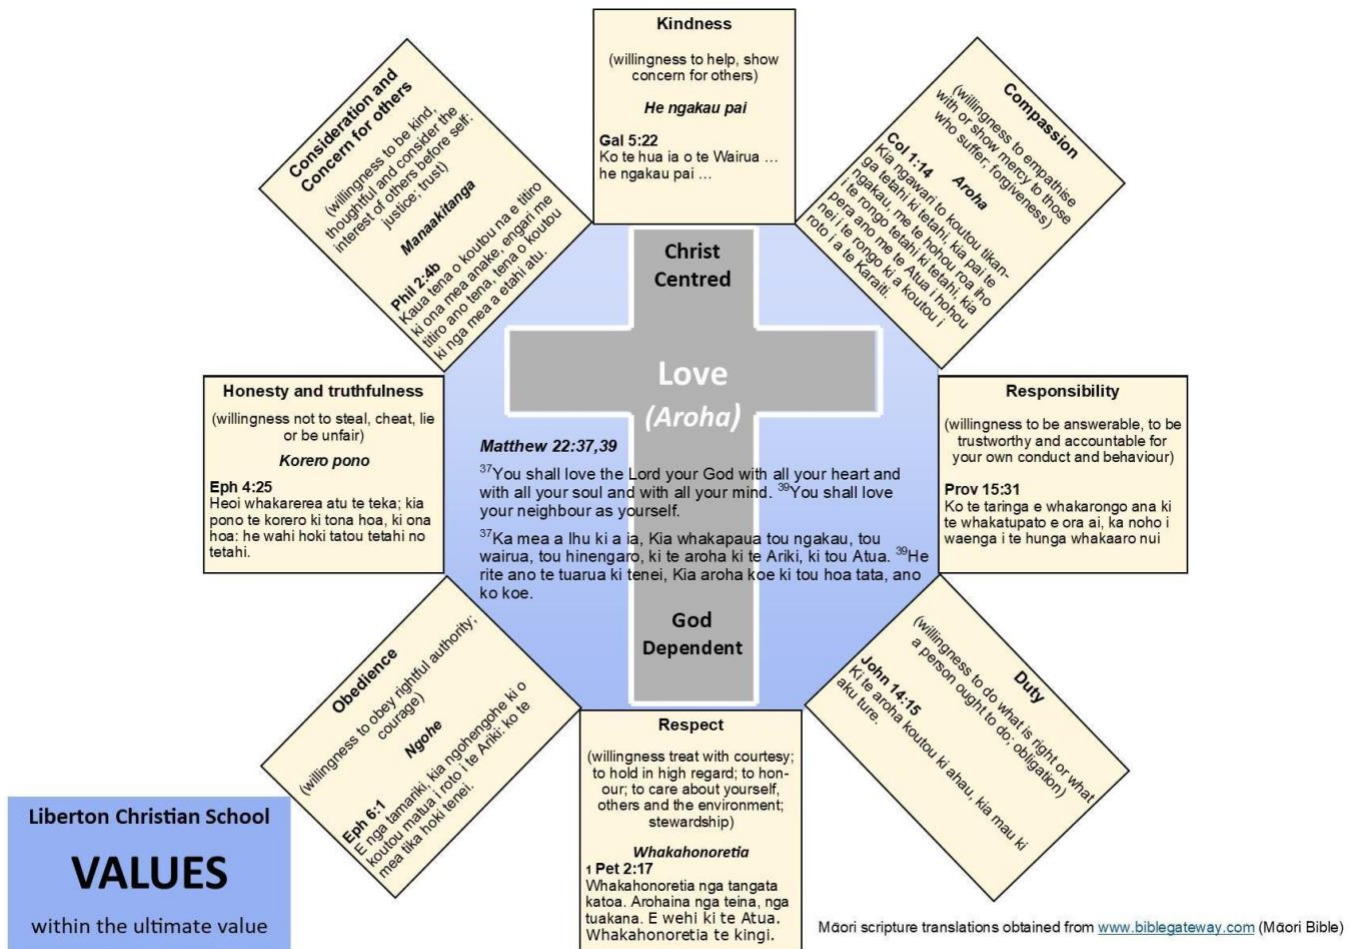 Kindness
(willingness to help, show
concern for others)
He ngakau pai
Gal 5:22
Ko te hua ia o te Wairua …
he ngakau pai …
Compassion
(willingness to empathise
with or show mercy to those
who suffer; forgiveness)
Aroha
Col 1:14
Kia ngawari to koutou tikan-
ga tetahi ki tetahi, kia pai te
ngakau, me te hohou roa iho
i te rongo tetahi ki tetahi, kia
pera ano me te Atua i hohou
nei i te rongo ki a koutou i
roto i a te Karaiti.
Responsibility
(willingness to be answerable, to be
trustworthy and accountable for
your own conduct and behaviour)
Prov 15:31
Ko te taringa e whakarongo ana ki
te whakatupato e ora ai, ka noho i
waenga i te hunga whakaaro nui
Duty
(willingness to do what is right or what
a person ought to do; obligation)
John 14:15
Ki te aroha koutou ki ahau, kia mau ki
aku ture.
Respect
(willingness treat with courtesy;
to hold in high regard; to hon-
our; to care about yourself,
others and the environment;
stewardship)
Whakahonoretia
1 Pet 2:17
Whakahonoretia nga tangata
katoa. Arohaina nga teina, nga
tuakana. E wehi ki te Atua.
Whakahonoretia te kingi.
Obedience
(willingness to obey rightful authority;
courage)
Ngohe
Eph 6:1
E nga tamariki, kia ngohengohe ki o
koutou matua i roto i te Ariki: ko te
mea tika hoki tenei.
Honesty and truthfulness
(willingness not to steal, cheat, lie
or be unfair)
Korero pono
Eph 4:25
Heoi whakarerea atu te teka; kia
pono te korero ki tona hoa, ki ona
hoa: he wahi hoki tatou tetahi no
tetahi.
Consideration and
Concern for others
(willingness to be kind,
thoughtful and consider the
interest of others before self:
justice; trust)
Manaakitanga
Phil 2:4b
Kaua tena o koutou na e titiro
ki ona mea anake, engari me
titiro ano tena, tena o koutou
ki nga mea a etahi atu.
Christ
Centred
Love
(Aroha)
Matthew 22:37,39
37You shall love the Lord your God with all your heart and
with all your soul and with all your mind. 39You shall love
your neighbour as yourself.
37Ka mea a Ihu ki a ia, Kia whakapaua tou ngakau, tou
wairua, tou hinengaro, ki te aroha ki te Ariki, ki tou Atua. 39He
rite ano te tuarua ki tenei, Kia aroha koe ki tou hoa tata, ano
ko koe.
God
Dependent
Liberton Christian School
VALUES
within the ultimate value
Māori scripture translations obtained from www.biblegateway.com (Māori Bible)